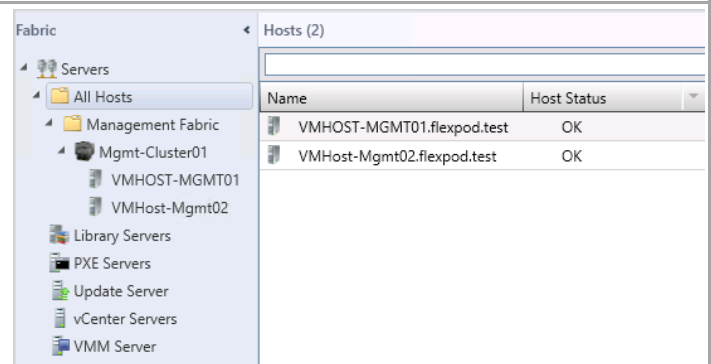 Fabric
Hosts (2)
Servers
All Hosts
Management Fabric
Mgmt-Cluster01
VMHOST-MGMT01
VMHost-Mgmt02
Library Servers
PXE Servers
Update Server
vCenter Servers
VMM Server
Name Host Status
VMHOST-MGMT01.flexpod.test OK
VMHost-Mgmt02.flexpod.test OK